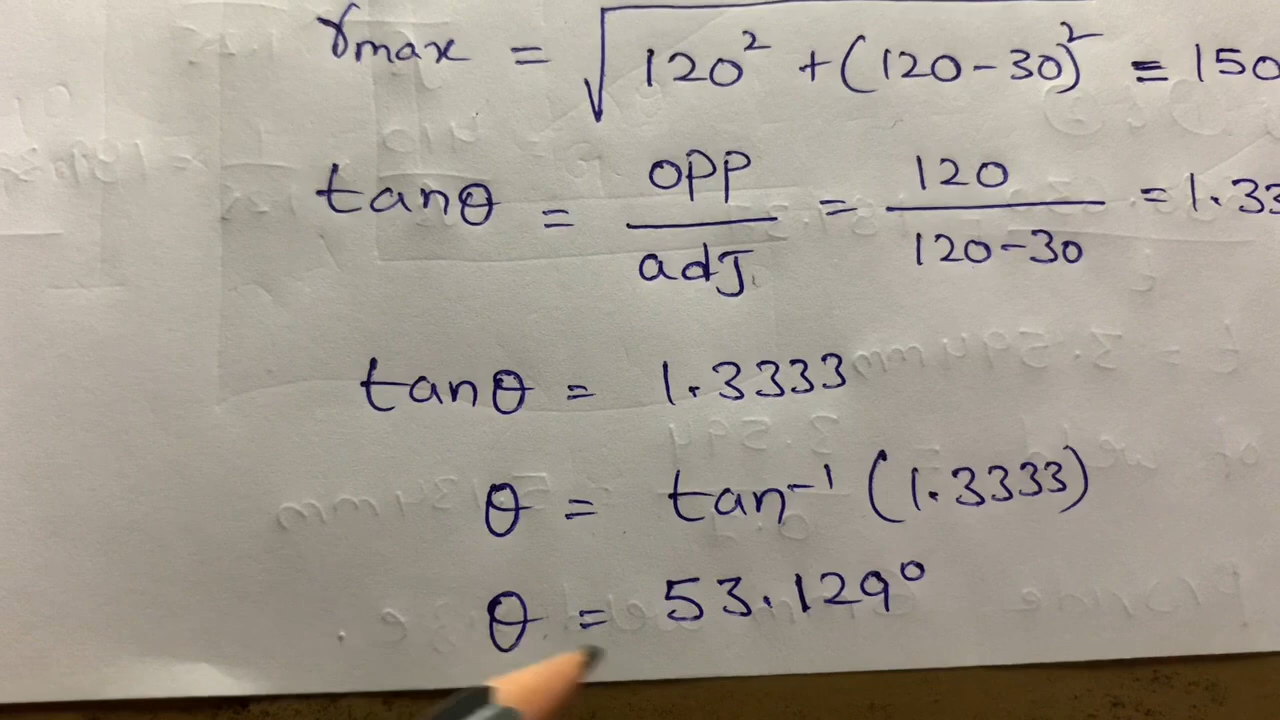 rmax = √120² + (120-30)² = 150
tanθ = opp/adj = 120/120-30 = 1.33
tanθ = 1.3333
θ = tan⁻¹ (1.3333)
θ = 53.129°